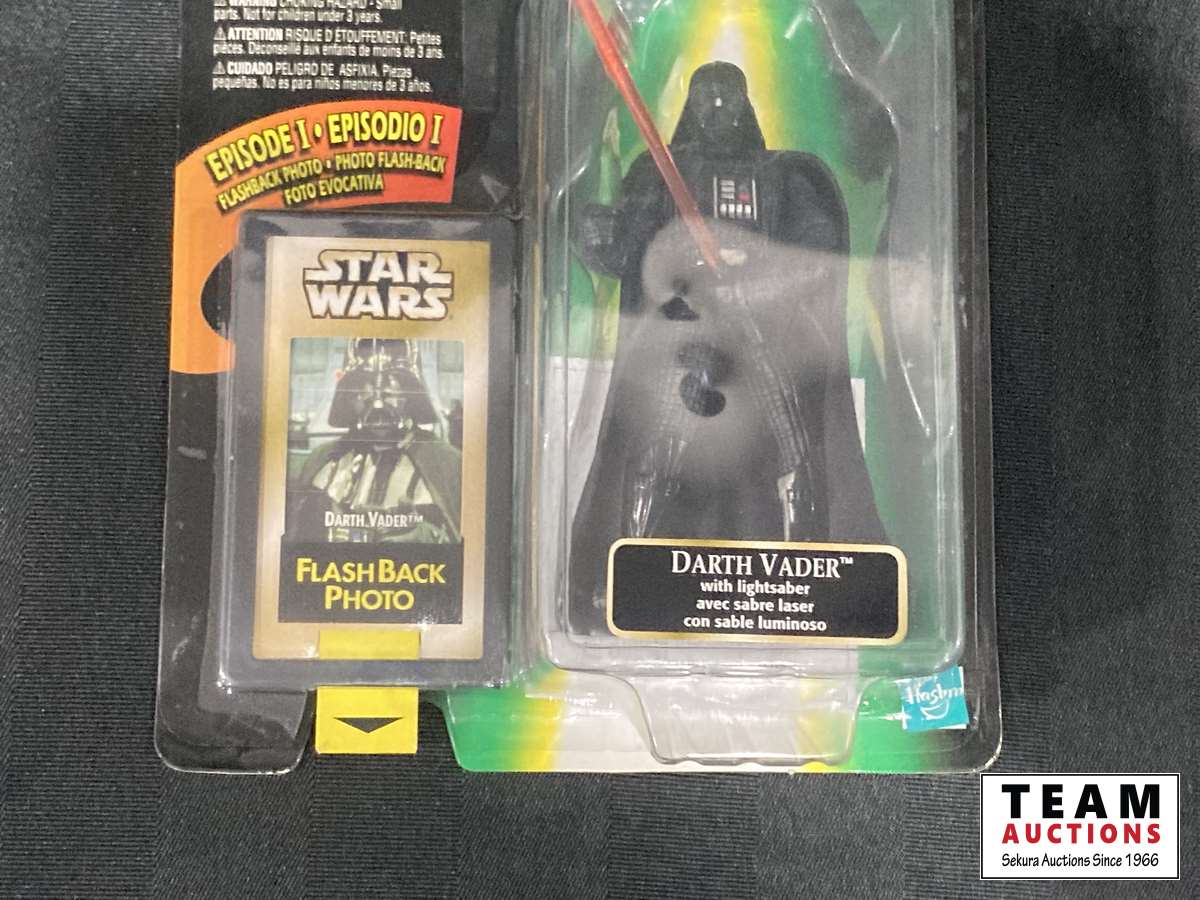 ⚠ WARNING CHOKING HAZARD - Small
parts. Not for children under 3 years.
⚠ ATTENTION RISQUE D'ÉTOUFFEMENT. Petites
pièces. Déconseillé aux enfants de moins de 3 ans.
⚠ CUIDADO PELIGRO DE ASFIXIA. Piezas
pequeñas. No es para niños menores de 3 años.
EPISODE I • EPISODIO I
FLASHBACK PHOTO • PHOTO FLASH-BACK
FOTO EVOCATIVA
STAR
WARS
DARTH VADER™
FLASHBACK
PHOTO
DARTH VADER™
with lightsaber
avec sabre laser
con sable luminoso
Hasbro
TEAM
AUCTIONS
Sekura Auctions Since 1966